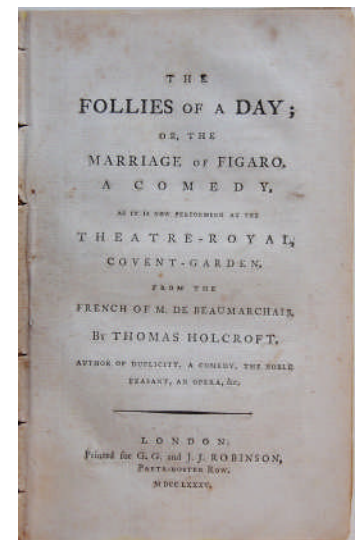 THE
FOLLIES OF A DAY;
OR, THE
MARRIAGE OF FIGARO,
A COMEDY,
AS IT IS NOW PERFORMING AT THE
THEATRE-ROYAL,
COVENT-GARDEN.
FROM THE
FRENCH OF M. DE BEAUMARCHAIS,
BY THOMAS HOLCROFT,
AUTHOR OF DUPLICITY, A COMEDY, THE NOBLE
PEASANT, AN OPERA, &c.
LONDON:
Printed for G. G. and J. J. ROBINSON,
PATER-NOSTER ROW.
MDCCLXXXV.